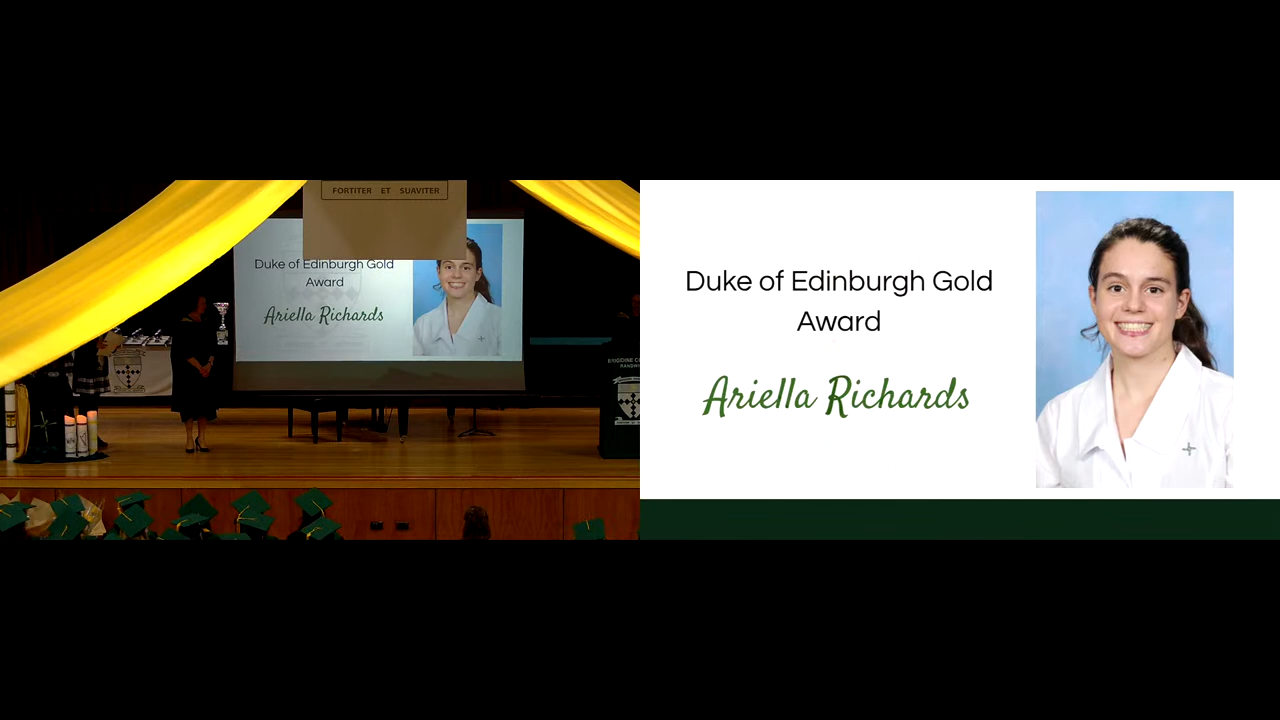 FORTITER ET SUAVITER
Duke of Edinburgh Gold
Award
Ariella Richards
Duke of Edinburgh Gold
Award
Ariella Richards